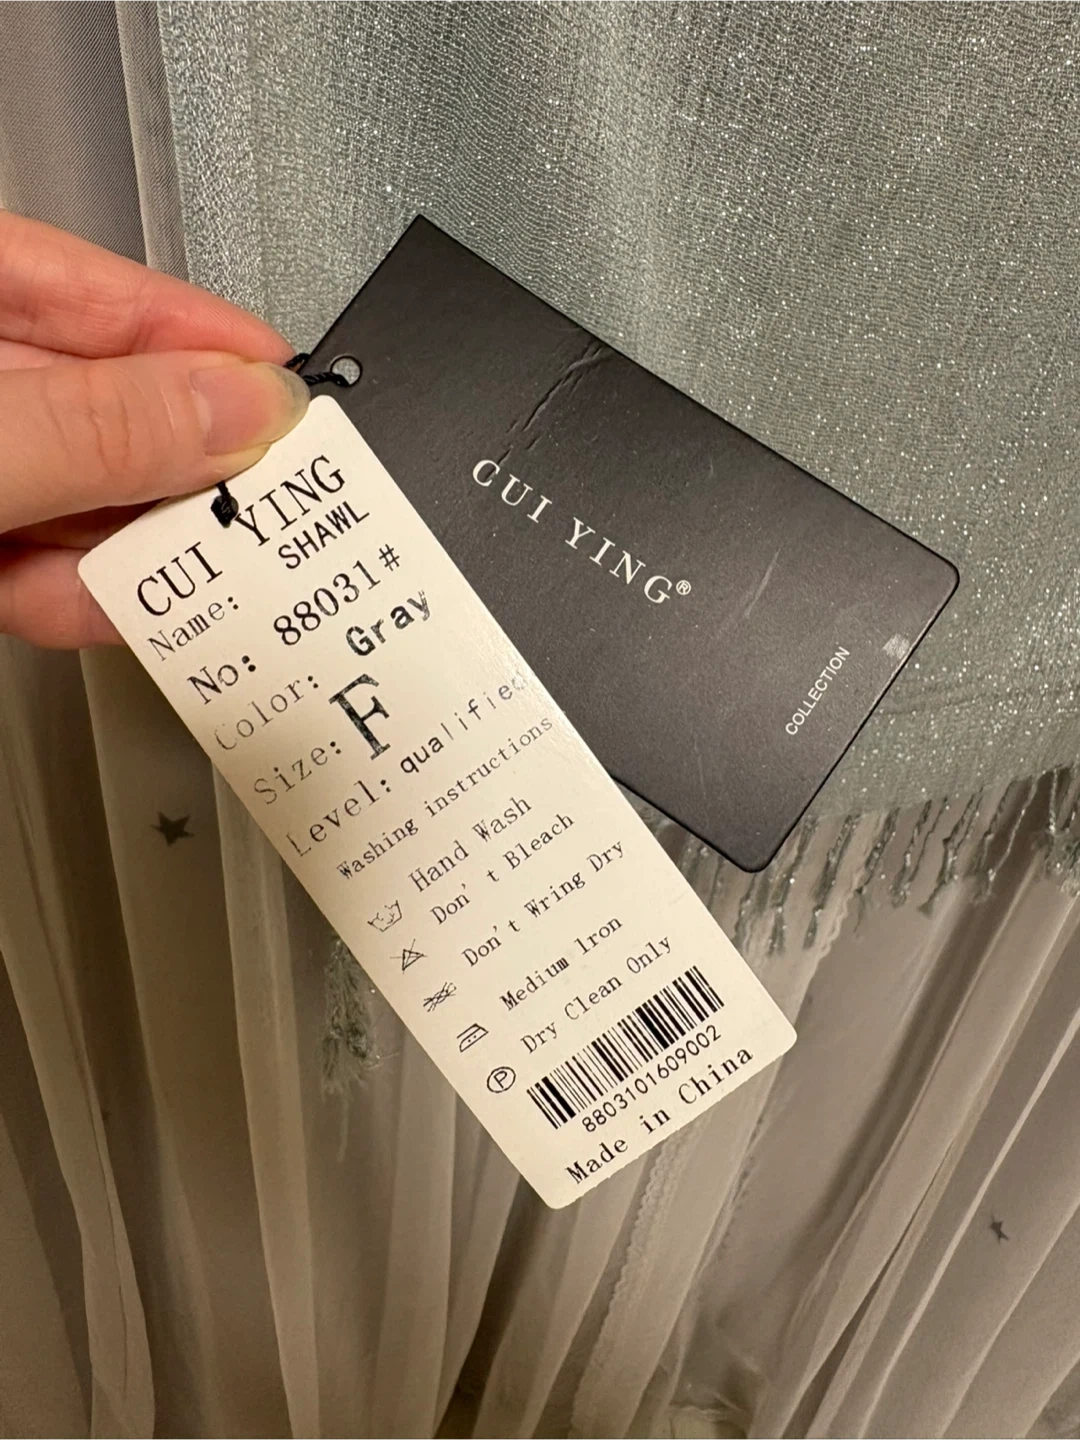 CUI YING
Name: SHAWL
No: 88031#
Color: Gray
Size: F
Level: qualified
Washing instructions
Hand Wash
Don't Bleach
Don't Wring Dry
Medium Iron
P Dry Clean Only
8803101609002
Made in China
CUI YING®
COLLECTION